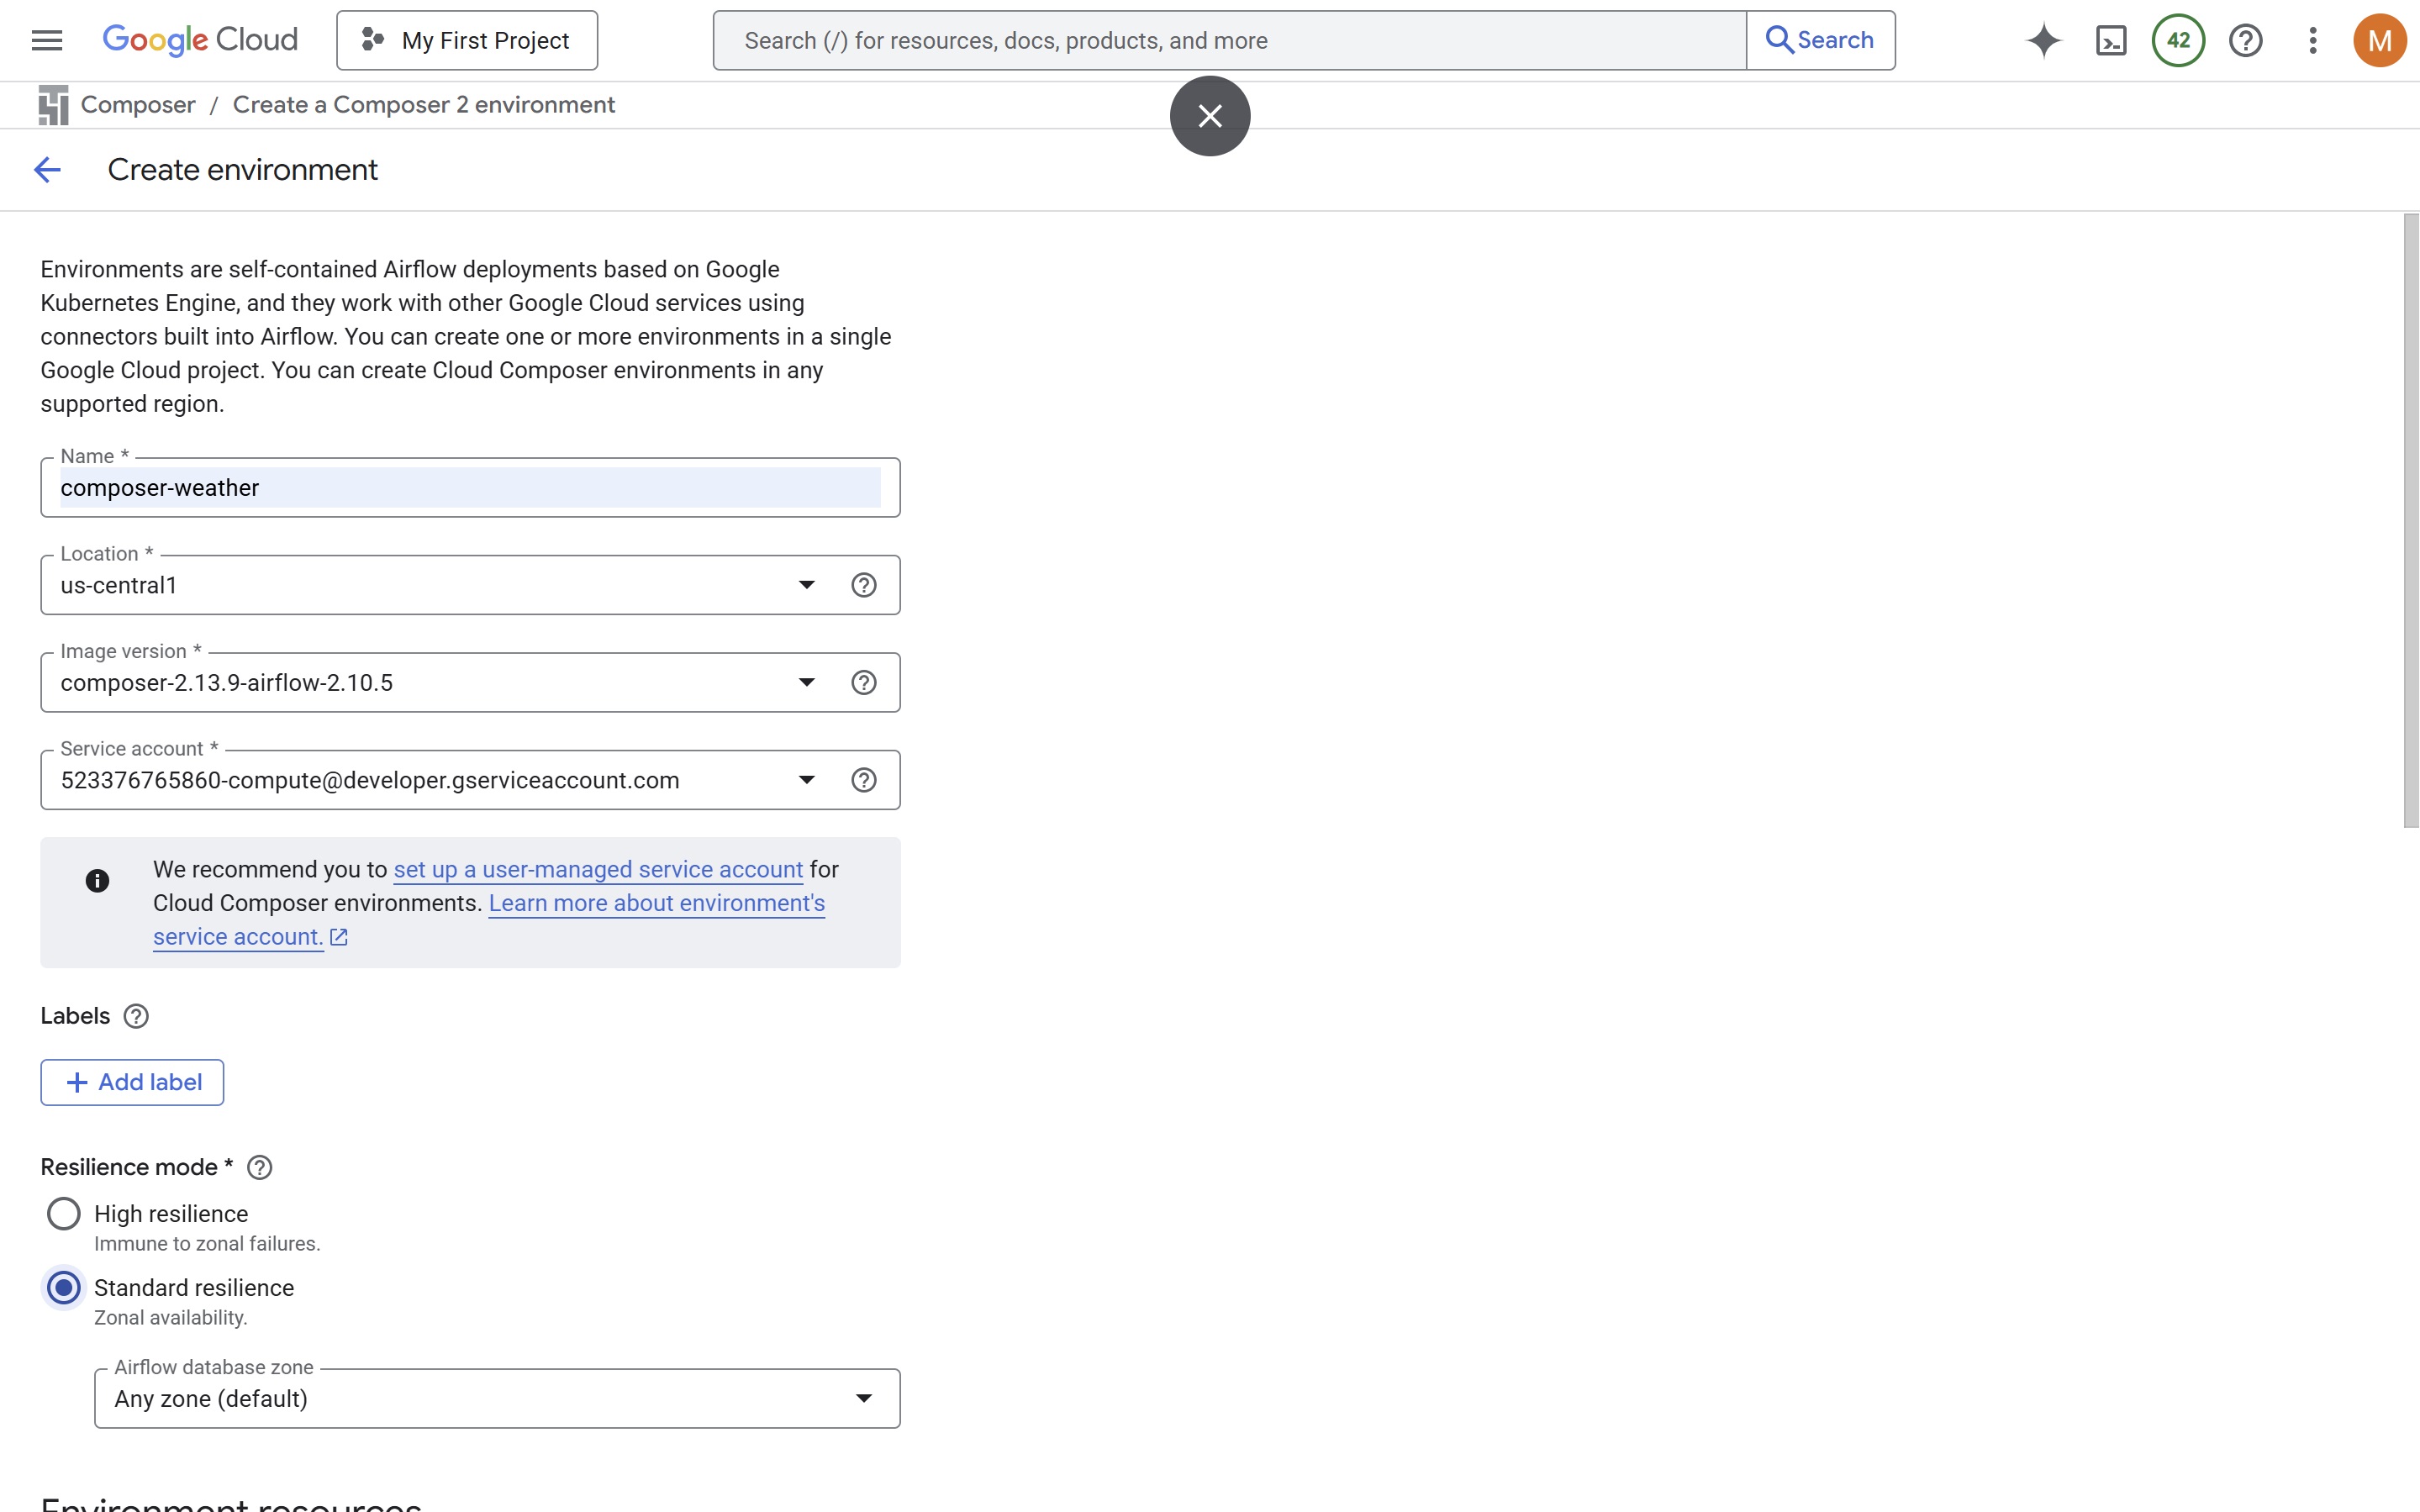 Google Cloud
My First Project
Search (/) for resources, docs, products, and more
Search
42
M
Composer / Create a Composer 2 environment
Create environment
Environments are self-contained Airflow deployments based on Google
Kubernetes Engine, and they work with other Google Cloud services using
connectors built into Airflow. You can create one or more environments in a single
Google Cloud project. You can create Cloud Composer environments in any
supported region.
Name *
composer-weather
Location *
us-central1
Image version *
composer-2.13.9-airflow-2.10.5
Service account *
523376765860-compute@developer.gserviceaccount.com
We recommend you to set up a user-managed service account for
Cloud Composer environments. Learn more about environment's
service account.
Labels
Add label
Resilience mode *
High resilience
Immune to zonal failures.
Standard resilience
Zonal availability.
Airflow database zone
Any zone (default)
Environment resources